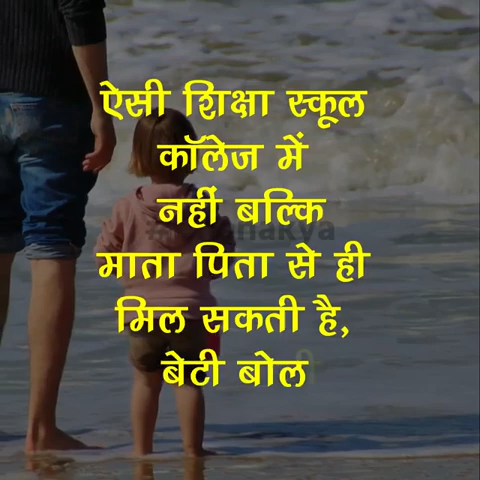 ऐसी शिक्षा स्कूल
कॉलेज में
नहीं बल्कि
माता पिता से ही
मिल सकती है,
बेटी बोल